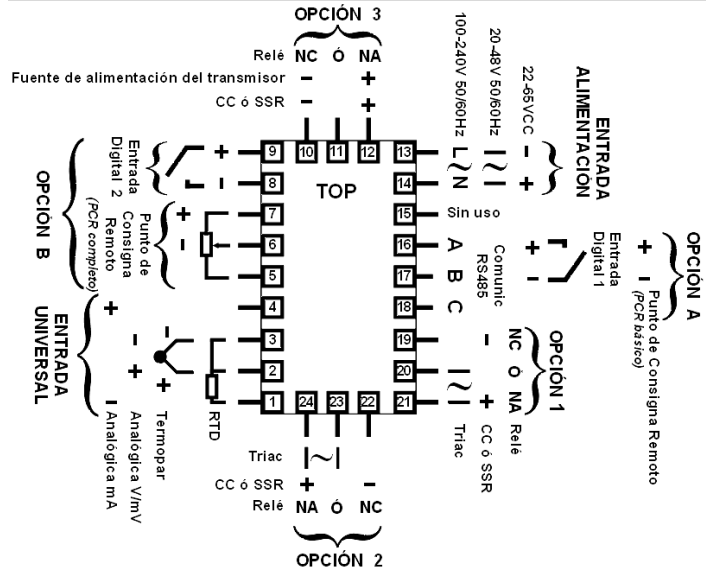 OPCIÓN 3
Relé NC Ó NA
Fuente de alimentación del transmisor - +
CC ó SSR - +
100-240V 50/60Hz L ~ N
20-48V 50/60Hz ~
22-65VCC - +
ENTRADA
ALIMENTACIÓN
OPCIÓN B
Entrada
Digital 2
+
-
Punto de
Consigna
Remoto
(PCR completo)
+
-
9
8
7
6
5
4
3
2
1
10 11 12
TOP
13
14
15
16
17
18
19
20
21
24 23 22
Sin uso
A
B
C
Comunic
RS485
+
-
Entrada
Digital 1
+
-
Punto de Consigna Remoto
(PCR básico)
OPCIÓN A
ENTRADA
UNIVERSAL
+
-
Analógica mA
-
+
Analógica V/mV
-
+
Termopar
RTD
~
Triac
-
+
CC ó SSR
NC
Ó
NA
Relé
OPCIÓN 1
Triac ~
CC ó SSR + -
Relé NA Ó NC
OPCIÓN 2